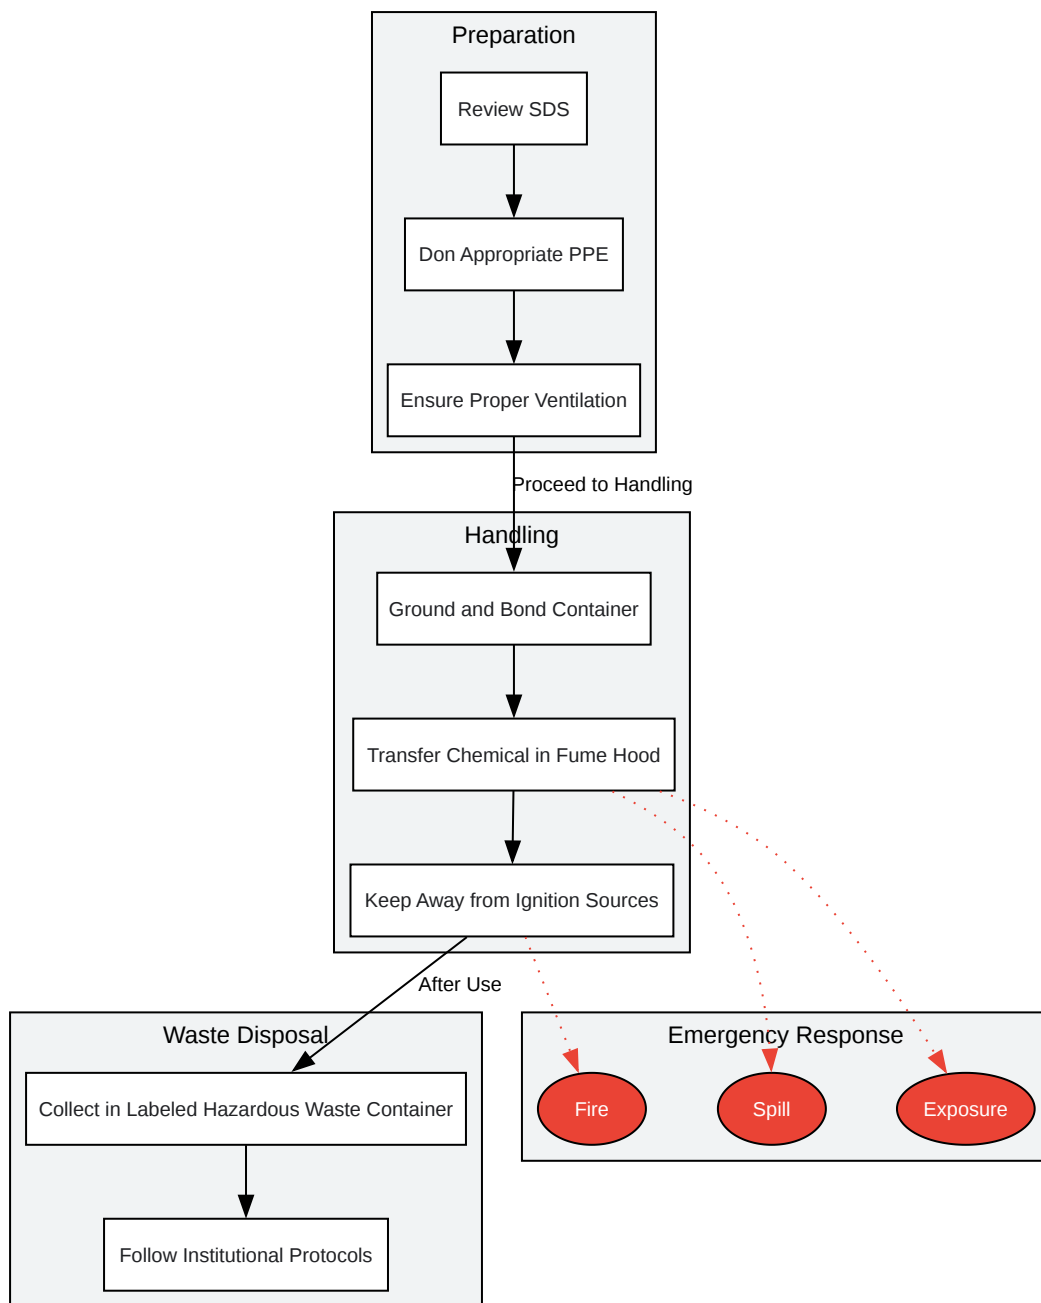 Preparation
Review SDS
Don Appropriate PPE
Ensure Proper Ventilation
Proceed to Handling
Handling
Ground and Bond Container
Transfer Chemical in Fume Hood
Keep Away from Ignition Sources
After Use
Waste Disposal
Collect in Labeled Hazardous Waste Container
Follow Institutional Protocols
Emergency Response
Fire
Spill
Exposure